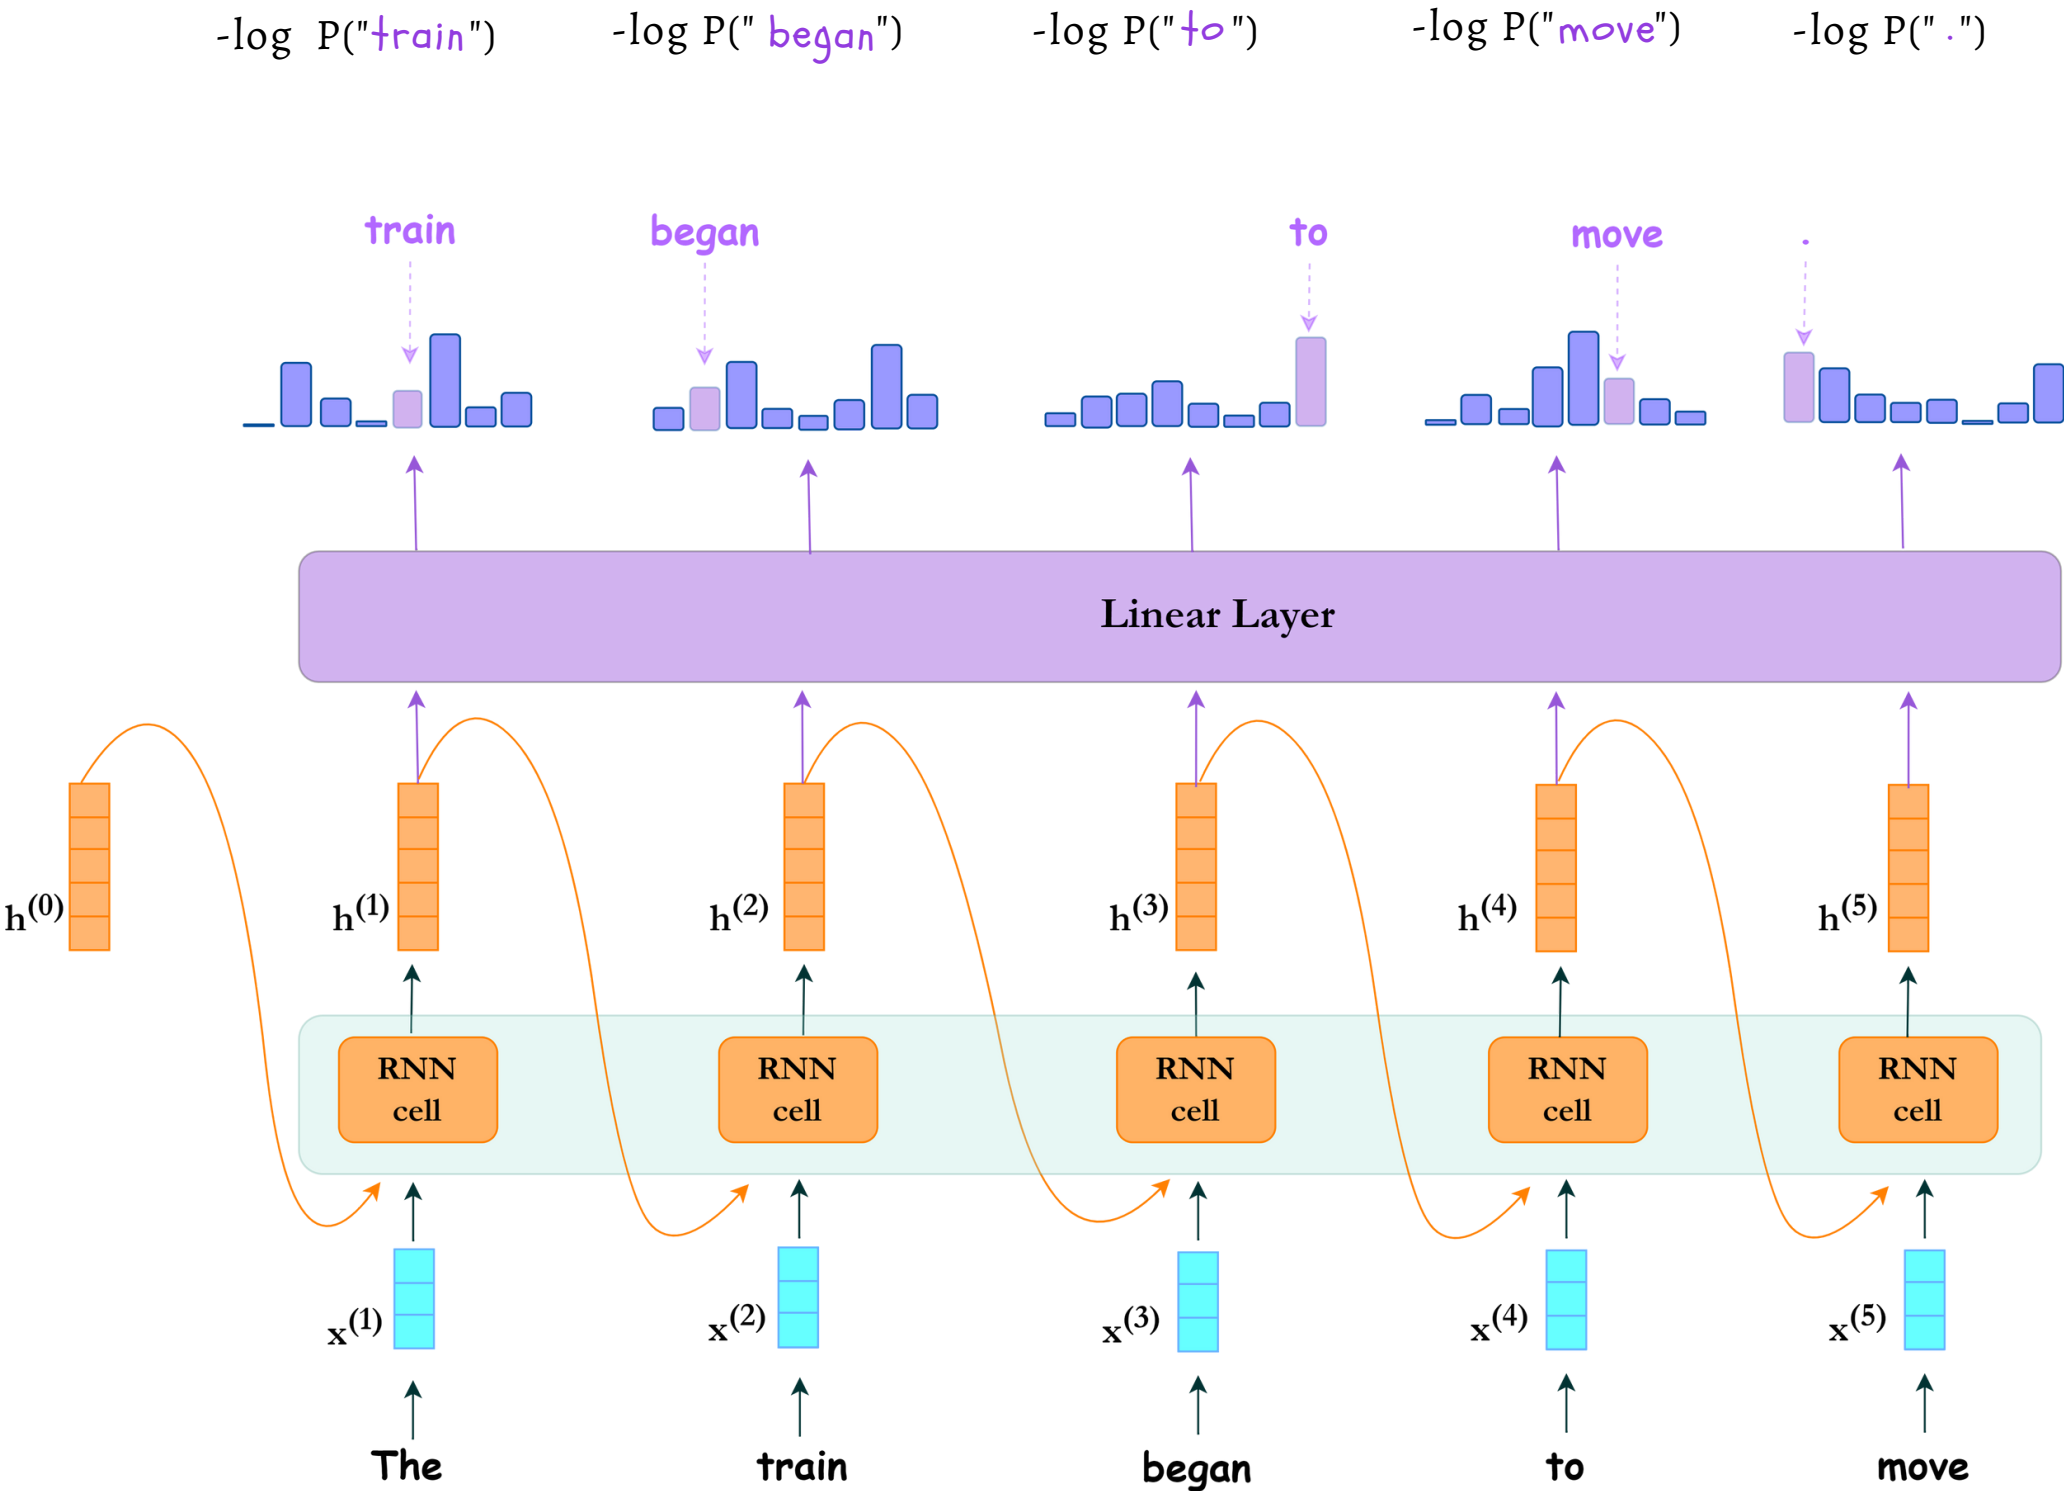 -log P("train")
-log P(" began")
-log P("to")
-log P("move")
-log P(".")
train
began
to
move
.
Linear Layer
h(0)
h(1)
h(2)
h(3)
h(4)
h(5)
RNN
cell
RNN
cell
RNN
cell
RNN
cell
RNN
cell
x(1)
x(2)
x(3)
x(4)
x(5)
The
train
began
to
move